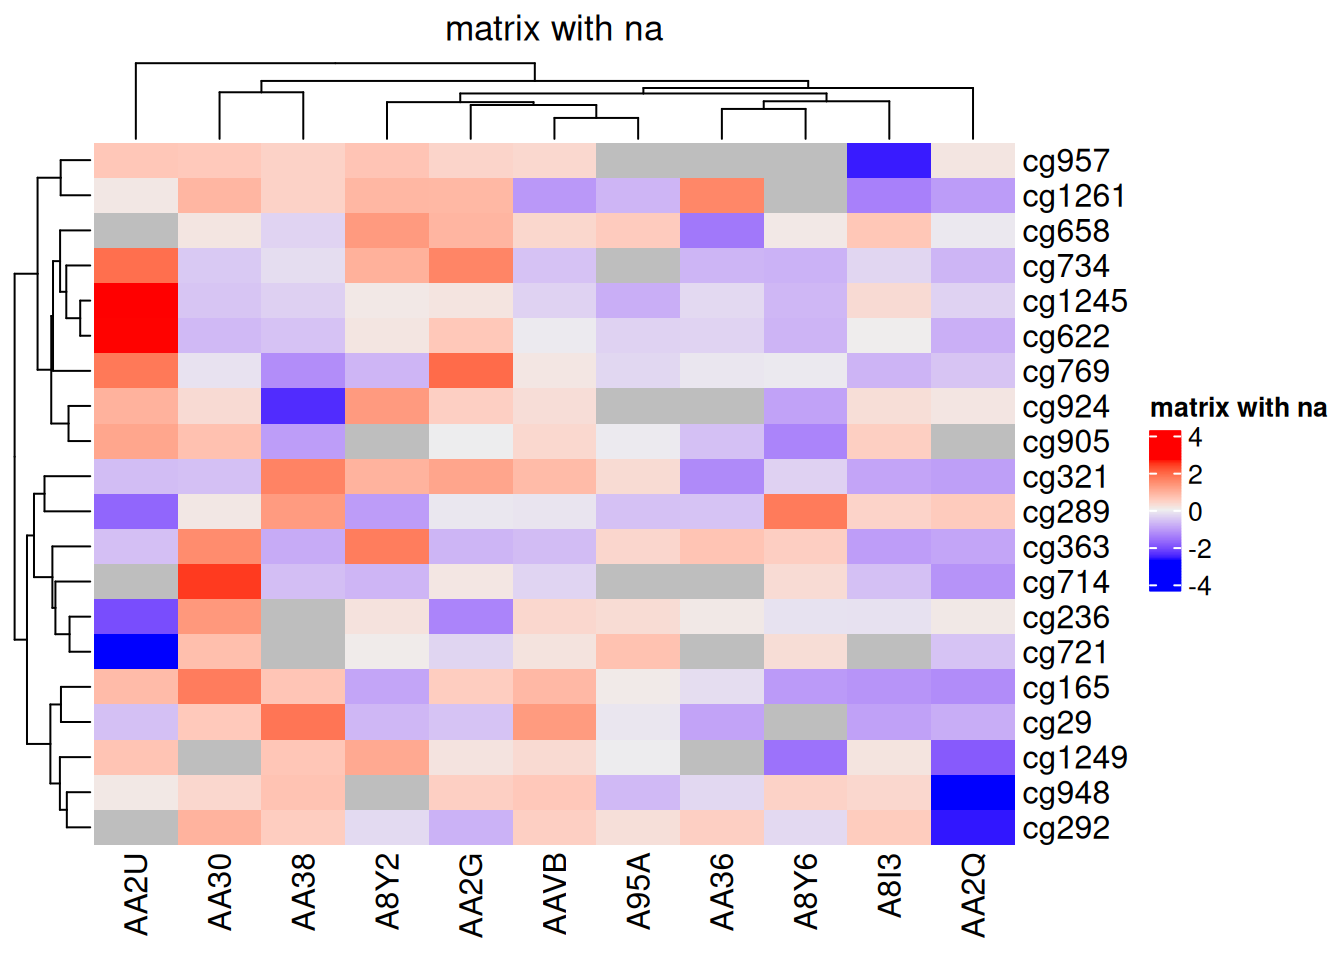 matrix with na
cg957
cg1261
cg658
cg734
cg1245
cg622
cg769
cg924
cg905
cg321
cg289
cg363
cg714
cg236
cg721
cg165
cg29
cg1249
cg948
cg292
AA2U
AA30
AA38
A8Y2
AA2G
AAVB
A95A
AA36
A8Y6
A8I3
AA2Q
matrix with na
4
2
0
-2
-4